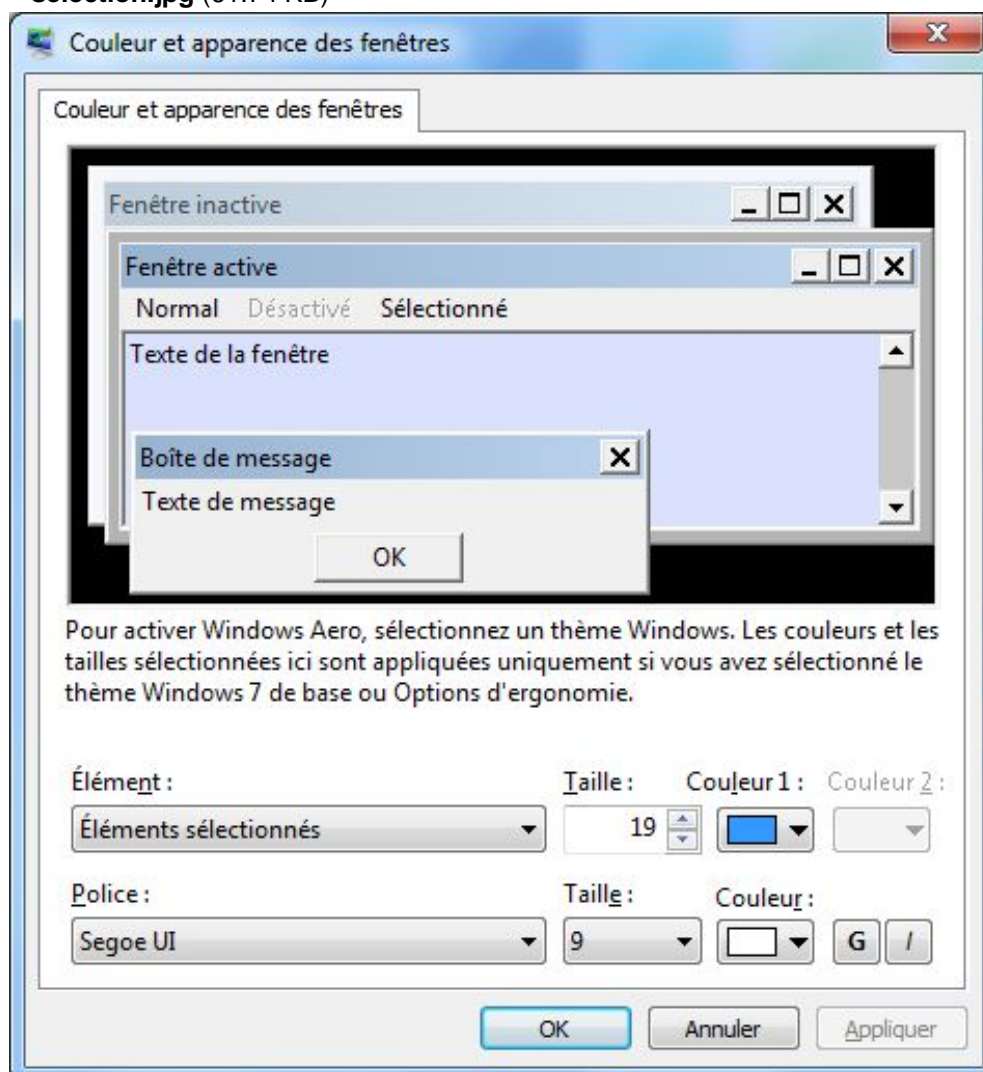 selection.jpg
Couleur et apparence des fenêtres
Couleur et apparence des fenêtres
Fenêtre inactive
Fenêtre active
Normal Désactivé Sélectionné
Texte de la fenêtre
Boîte de message
Texte de message
OK
Pour activer Windows Aero, sélectionnez un thème Windows. Les couleurs et les
tailles sélectionnées ici sont appliquées uniquement si vous avez sélectionné le
thème Windows 7 de base ou Options d'ergonomie.
Élément : Taille : Couleur 1 : Couleur 2 :
Éléments sélectionnés 19
Police : Taille : Couleur :
Segoe UI 9 G I
OK Annuler Appliquer